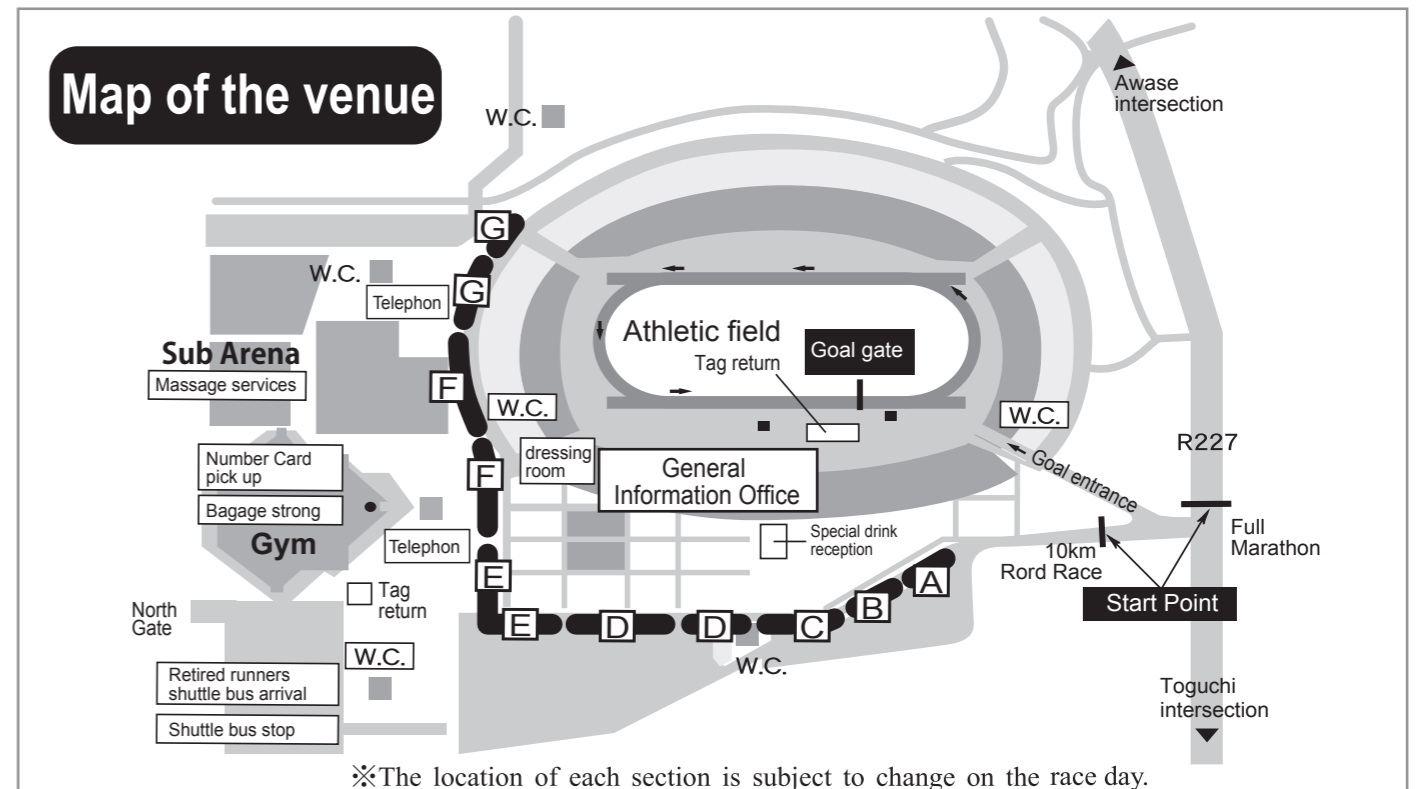 Map of the venue
W.C.
Awase
intersection
G
W.C.
G
Telephon
Sub Arena
Massage services
F
Athletic field
Tag return
Goal gate
W.C.
W.C.
R227
Number Card
pick up
Bagage strong
Gym
F
dressing
room
General
Information Office
Goal entrance
Telephon
Special drink
reception
10km
Rord Race
Full
Marathon
Start Point
E
A
B
Tag
return
North
Gate
E
D
D
C
W.C.
W.C.
Retired runners
shuttle bus arrival
Shuttle bus stop
Toguchi
intersection
※The location of each section is subject to change on the race day.